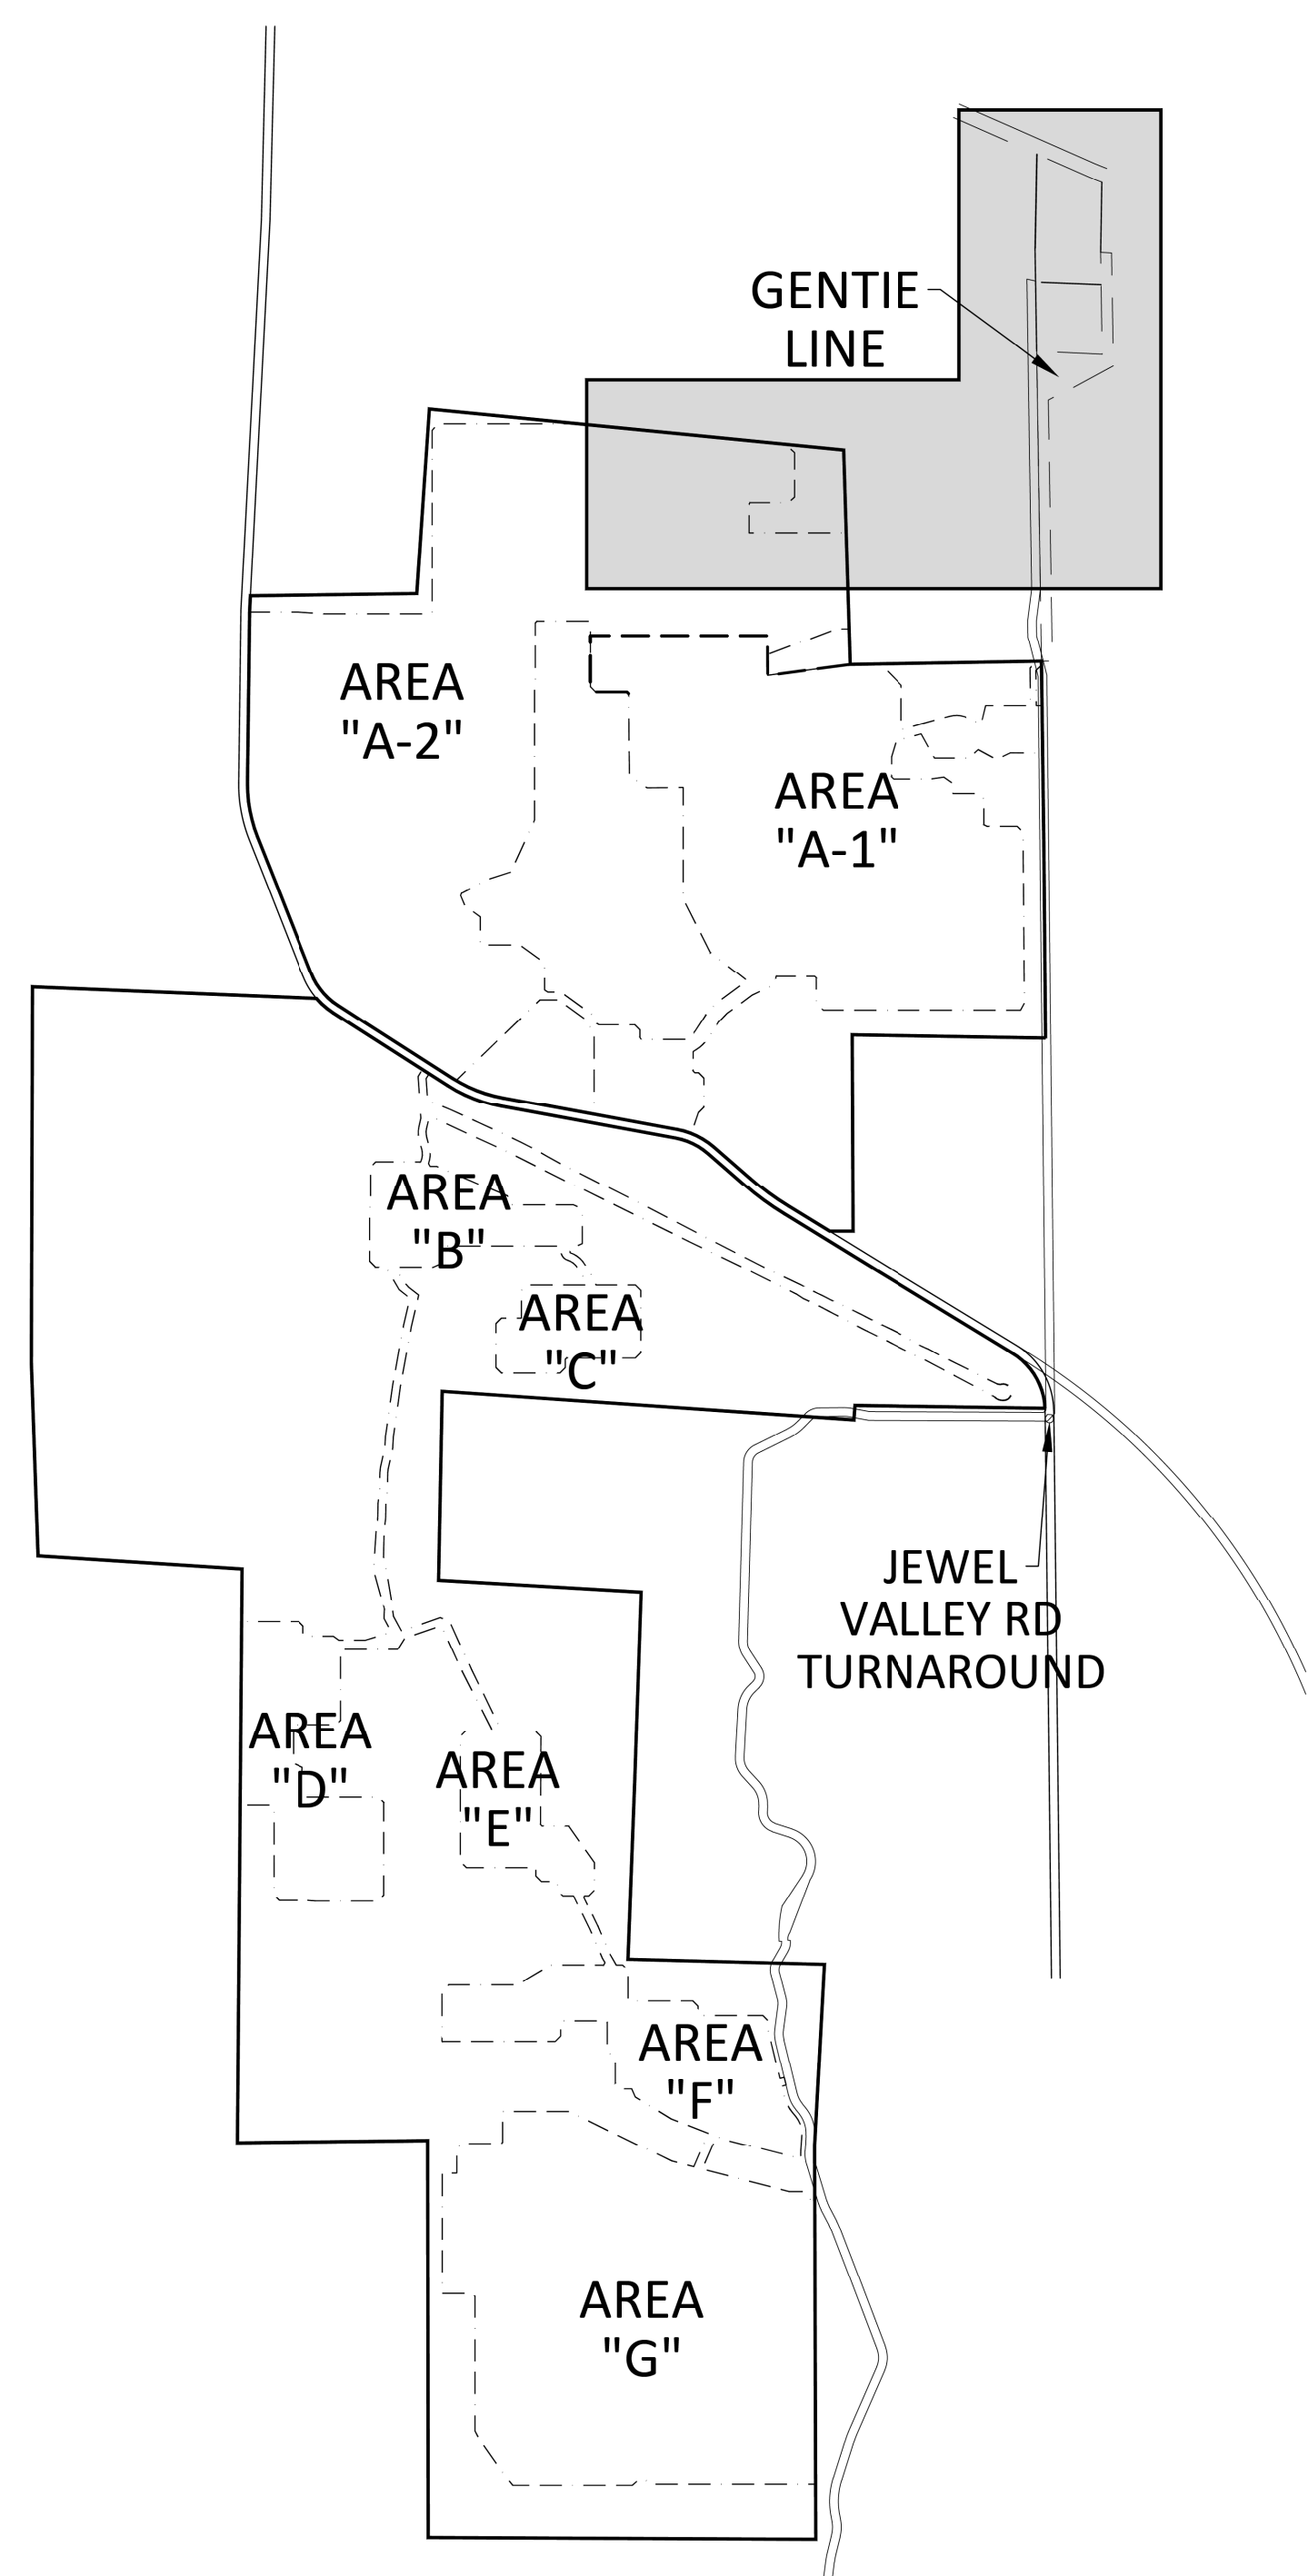 GENTIE
LINE
AREA
"A-2"
AREA
"A-1"
AREA
"B"
AREA
"C"
JEWEL
VALLEY RD
TURNAROUND
AREA
"D"
AREA
"E"
AREA
"F"
AREA
"G"